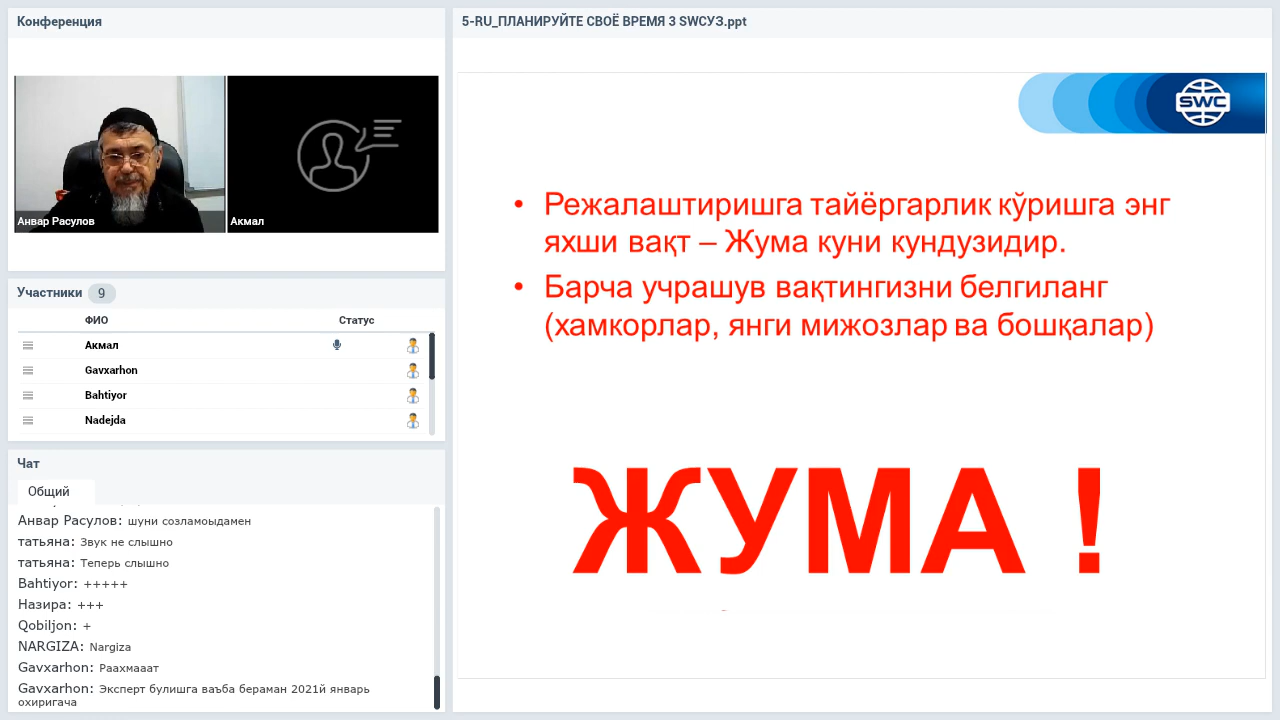 Конференция
Анвар Расулов
Акмал
Участники 9
ФИО Статус
Акмал
Gavxarhon
Bahtiyor
Nadejda
Чат
Общий
Анвар Расулов: шуни созламоыдамен
татьяна: Звук не слышно
татьяна: Теперь слышно
Bahtiyor: +++++
Назира: +++
Qobiljon: +
NARGIZA: Nargiza
Gavxarhon: Раахмааат
Gavxarhon: Эксперт булишга ваъба бераман 2021й январь
охиригача
5-RU_ПЛАНИРУЙТЕ СВОЁ ВРЕМЯ 3 SWCУЗ.ppt
SWC
• Режалаштиришга тайёргарлик кўришга энг
яхши вақт – Жума куни кундузидир.
• Барча учрашув вақтингизни белгиланг
(хамкорлар, янги мижозлар ва бошқалар)
ЖУМА !